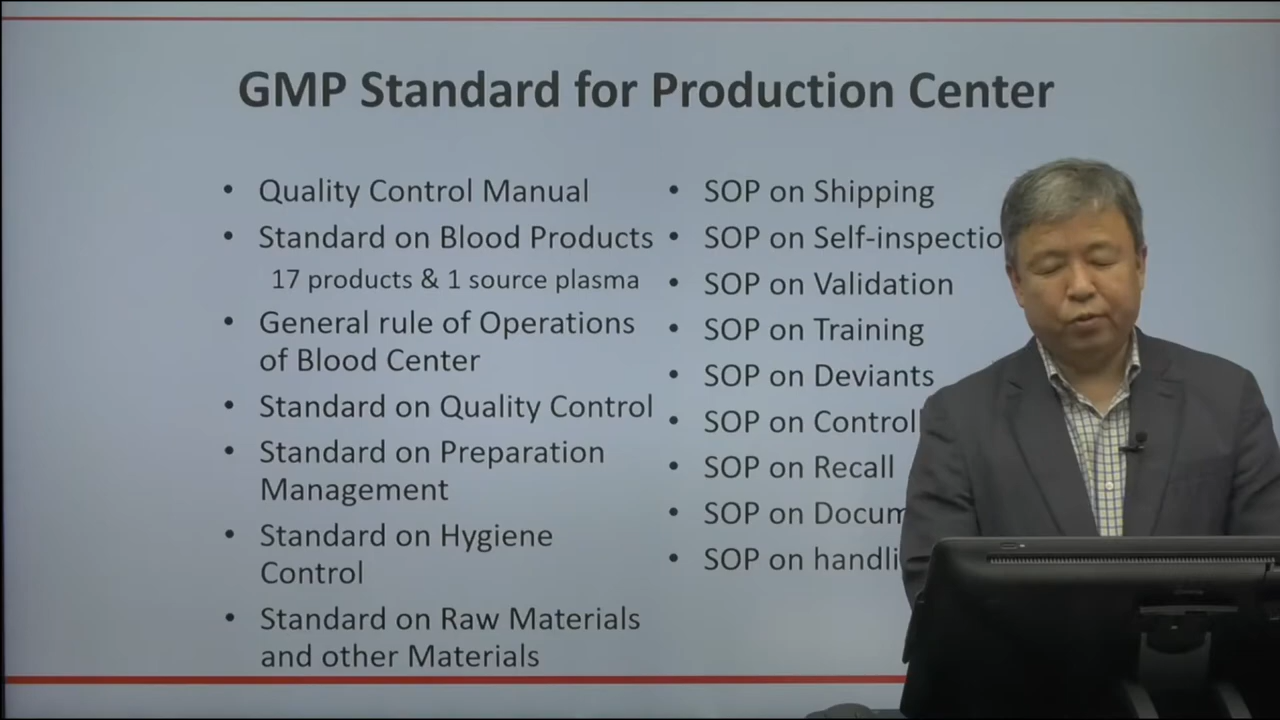 GMP Standard for Production Center
• Quality Control Manual
• Standard on Blood Products
17 products & 1 source plasma
• General rule of Operations
of Blood Center
• Standard on Quality Control
• Standard on Preparation
Management
• Standard on Hygiene
Control
• Standard on Raw Materials
and other Materials
• SOP on Shipping
• SOP on
• SOP on Validation
• SOP on Training
• SOP on Deviants
• SOP on
• SOP on Recall
• SOP on
• SOP on